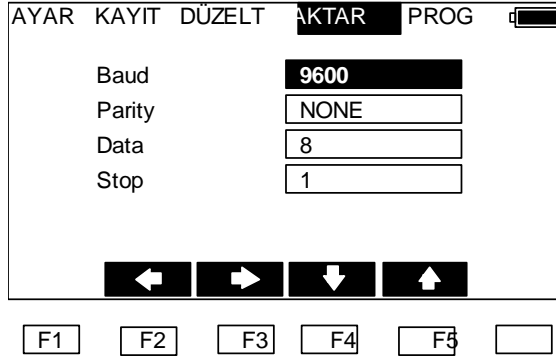 AYAR KAYIT DÜZELT AKTAR PROG
Baud 9600
Parity NONE
Data 8
Stop 1
F1 F2 F3 F4 F5